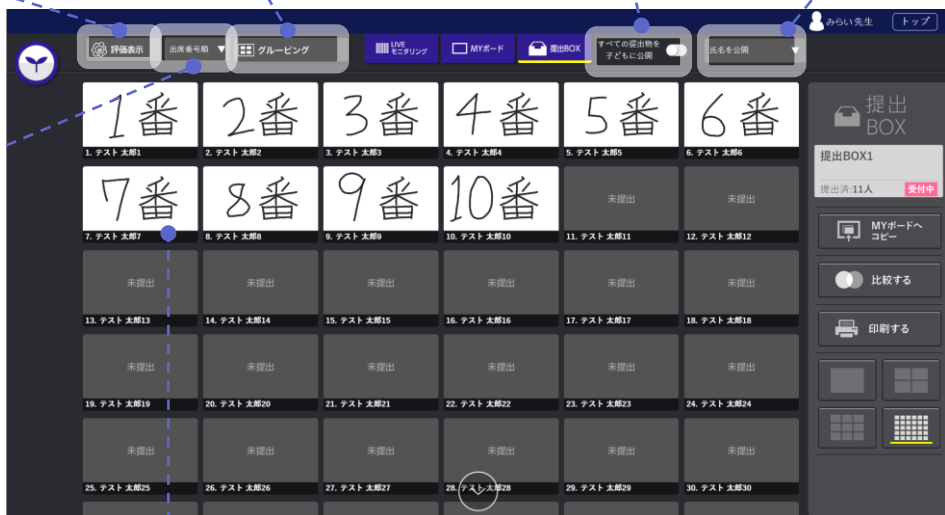 みらい先生 トップ
評価表示 出席番号順 ▼ グルーピング LIVE モニタリング MYボード 提出BOX すべての提出物を 子どもに公開 氏名を公開 ▼
1番 2番 3番 4番 5番 6番
1. テスト 太郎1 2. テスト 太郎2 3. テスト 太郎3 4. テスト 太郎4 5. テスト 太郎5 6. テスト 太郎6
7番 8番 9番 10番 未提出 未提出
7. テスト 太郎7 8. テスト 太郎8 9. テスト 太郎9 10. テスト 太郎10 11. テスト 太郎11 12. テスト 太郎12
未提出 未提出 未提出 未提出 未提出 未提出
13. テスト 太郎13 14. テスト 太郎14 15. テスト 太郎15 16. テスト 太郎16 17. テスト 太郎17 18. テスト 太郎18
未提出 未提出 未提出 未提出 未提出 未提出
19. テスト 太郎19 20. テスト 太郎20 21. テスト 太郎21 22. テスト 太郎22 23. テスト 太郎23 24. テスト 太郎24
未提出 未提出 未提出 未提出 未提出 未提出
25. テスト 太郎25 26. テスト 太郎26 27. テスト 太郎27 28. テスト 太郎28 29. テスト 太郎29 30. テスト 太郎30
提出
BOX
提出BOX1
提出済:11人 受付中
MYボードへ
コピー
比較する
印刷する